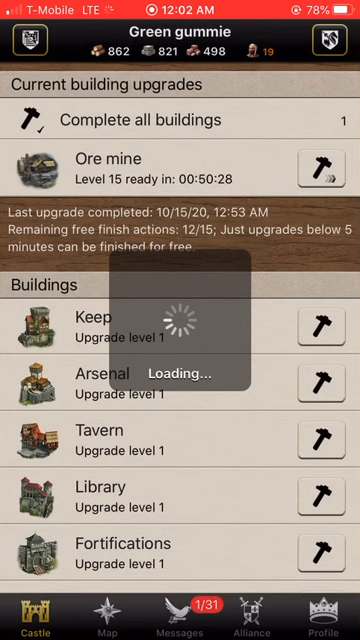 T-Mobile LTE 12:02 AM 78%
Green gummie
862 821 498 19
Current building upgrades
Complete all buildings 1
Ore mine
Level 15 ready in: 00:50:28
Last upgrade completed: 10/15/20, 12:53 AM
Remaining free finish actions: 12/15; Just upgrades below 5
minutes can be finished for free.
Buildings
Keep
Upgrade level 1
Loading...
Arsenal
Upgrade level 1
Tavern
Upgrade level 1
Library
Upgrade level 1
Fortifications
Upgrade level 1
1/31
Castle Map Messages Alliance Profile